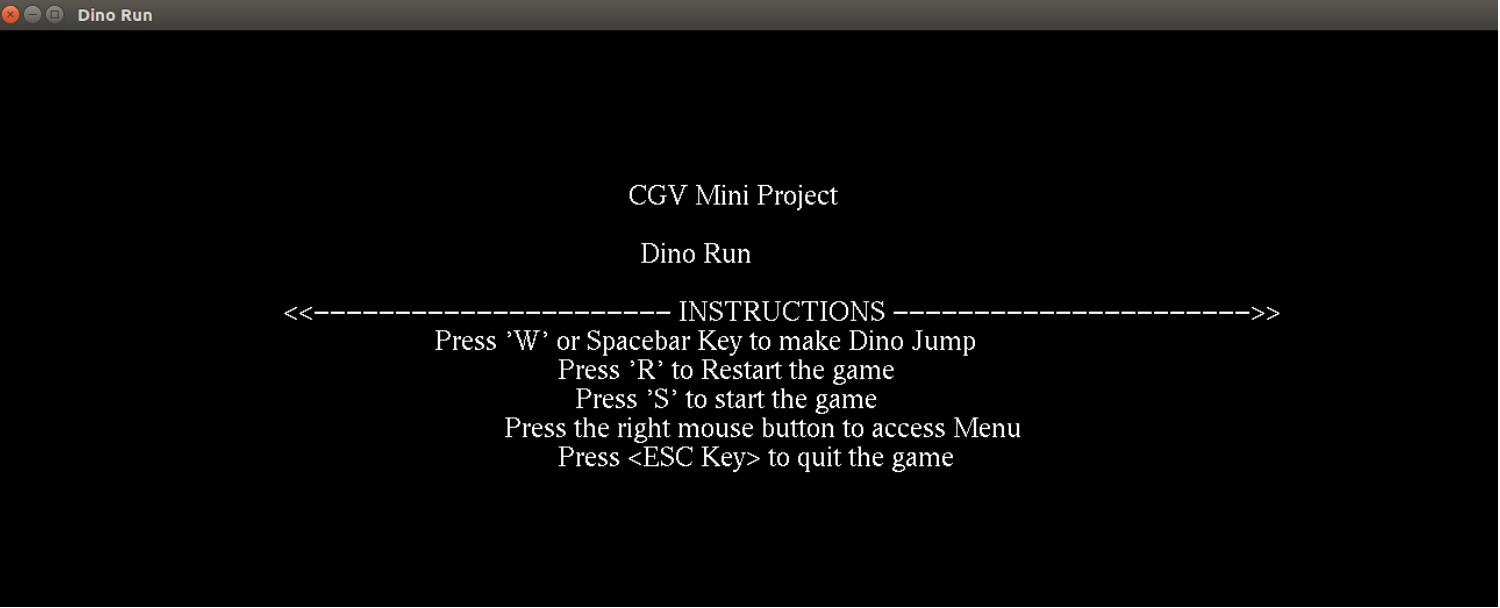 Dino Run
CGV Mini Project
Dino Run
<<---------------------- INSTRUCTIONS ---------------------->>
Press 'W' or Spacebar Key to make Dino Jump
Press 'R' to Restart the game
Press 'S' to start the game
Press the right mouse button to access Menu
Press <ESC Key> to quit the game